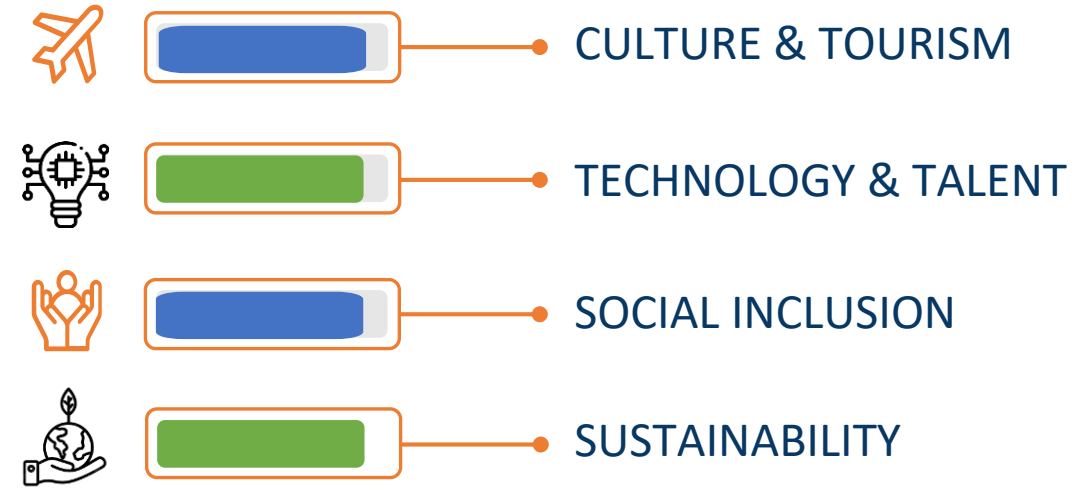 CULTURE & TOURISM
TECHNOLOGY & TALENT
SOCIAL INCLUSION
SUSTAINABILITY